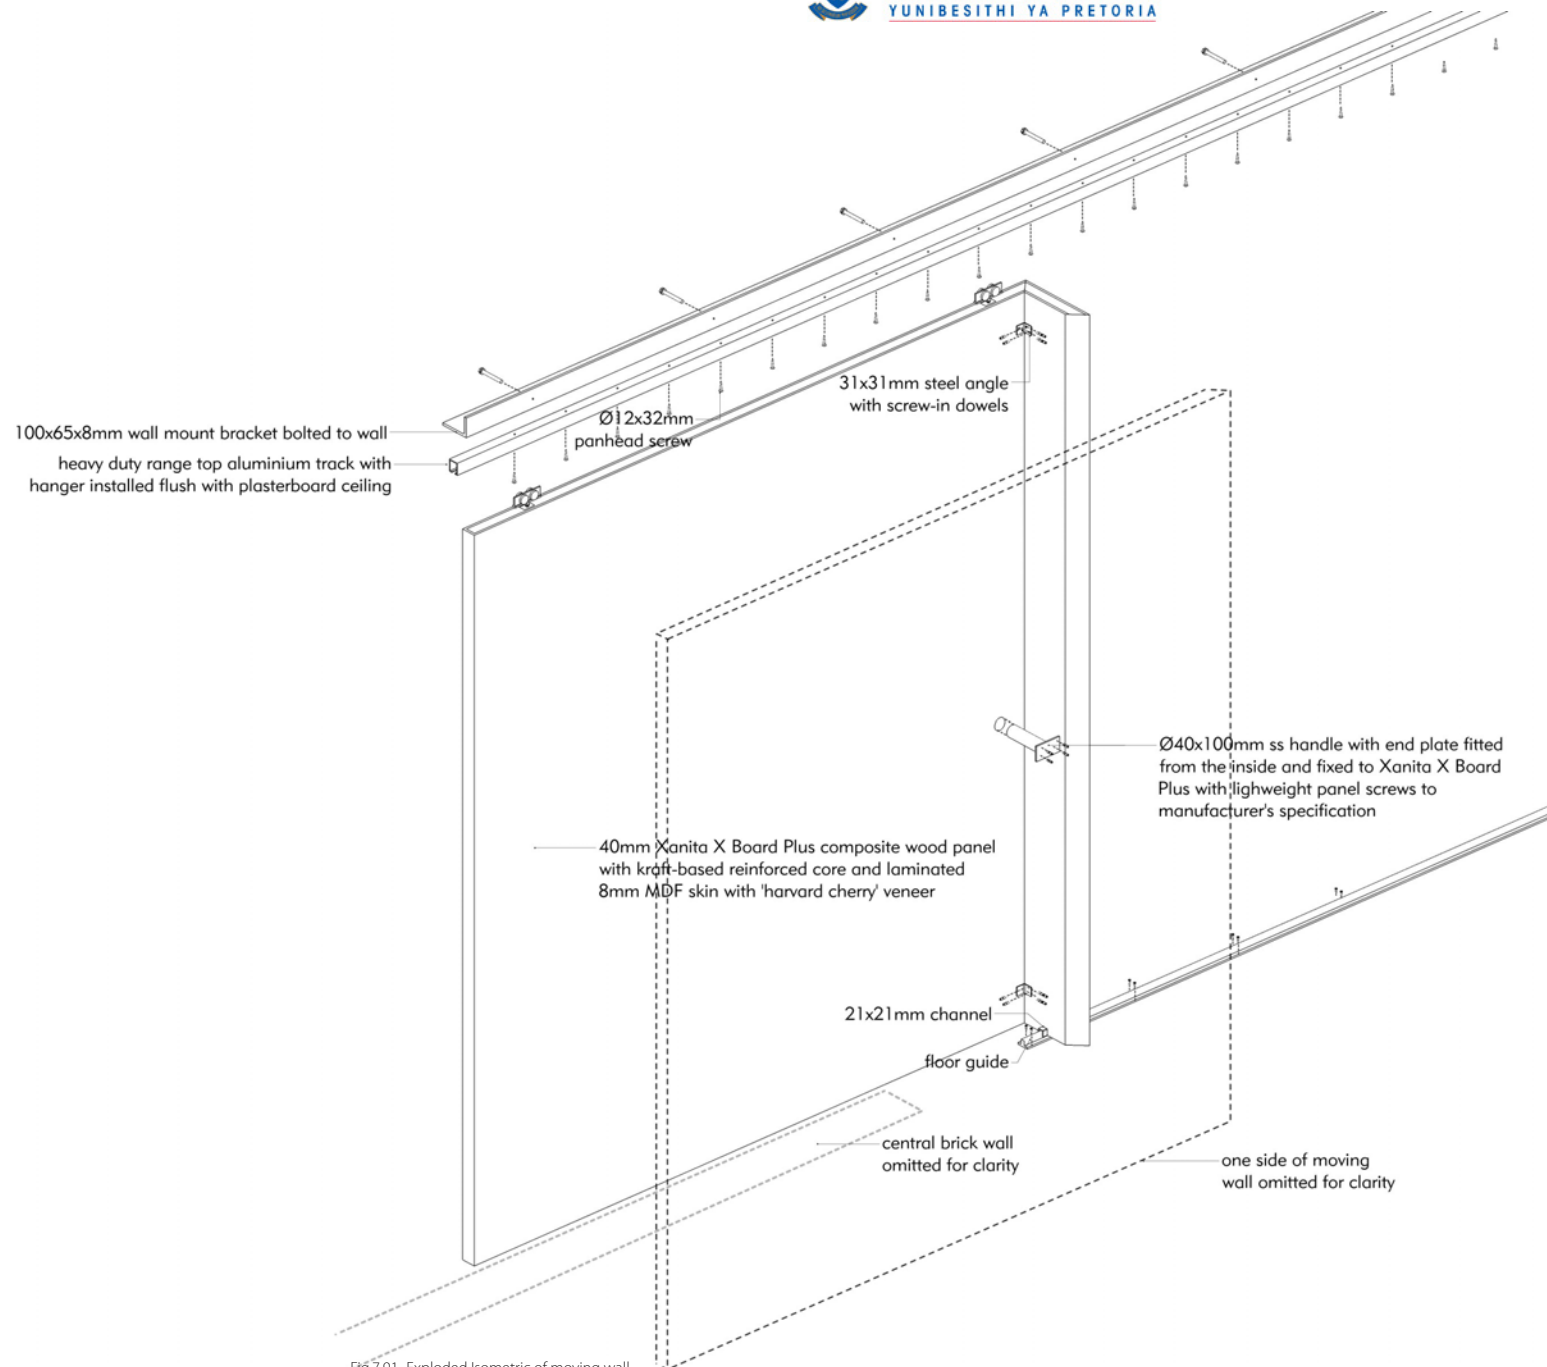 YUNIBESITHI YA PRETORIA
31x31mm steel angle
with screw-in dowels
Ø12x32mm
panhead screw
100x65x8mm wall mount bracket bolted to wall
heavy duty range top aluminium track with
hanger installed flush with plasterboard ceiling
Ø40x100mm ss handle with end plate fitted
from the inside and fixed to Xanita X Board
Plus with lighweight panel screws to
manufacturer's specification
40mm Xanita X Board Plus composite wood panel
with kraft-based reinforced core and laminated
8mm MDF skin with 'harvard cherry' veneer
21x21mm channel
floor guide
central brick wall
omitted for clarity
one side of moving
wall omitted for clarity
Fig 7.01. Exploded Isometric of moving wall